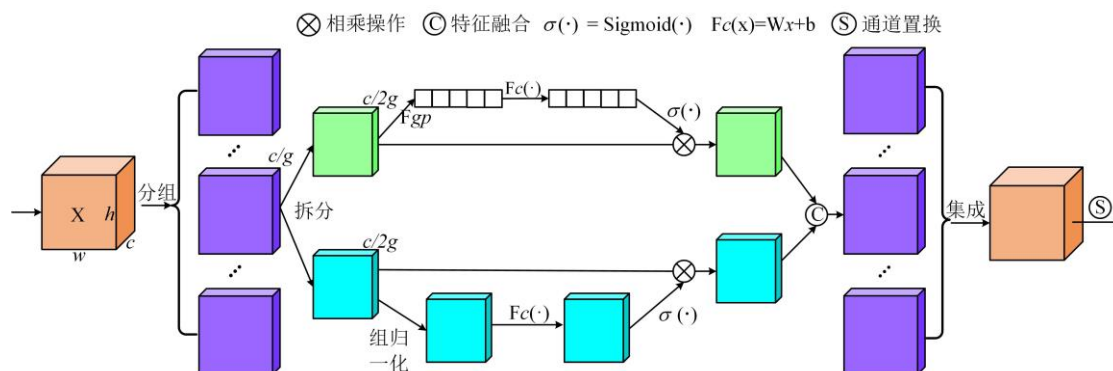 ⊗ 相乘操作 Ⓒ 特征融合 σ(·) = Sigmoid(·) Fc(x)=Wx+b Ⓢ 通道置换
X
h
w
c
分组
···
···
c/g
拆分
c/2g
Fgp
Fc(·)
σ(·)
c/2g
组归
一化
Fc(·)
σ(·)
C
···
···
集成
S